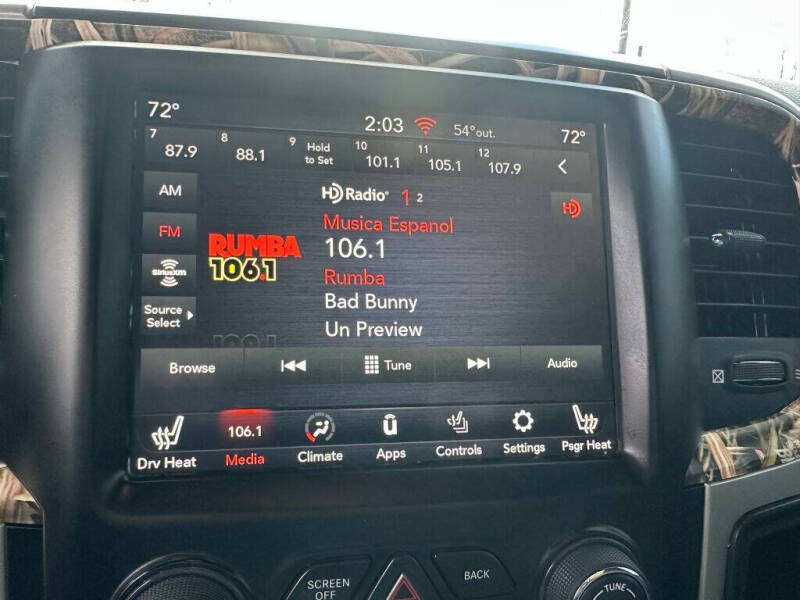 72°
2:03
54°out.
72°
7
87.9
8
88.1
9
Hold
to Set
10
101.1
11
105.1
12
107.9
AM
HD Radio
1
2
HD
FM
Musica Espanol
106.1
RUMBA
106.1
Rumba
SiriusXM
Bad Bunny
Source
Select
Un Preview
Browse
Tune
Audio
106.1
Drv Heat
Media
Climate
Apps
Controls
Settings
Psgr Heat
SCREEN
OFF
BACK
TUNE